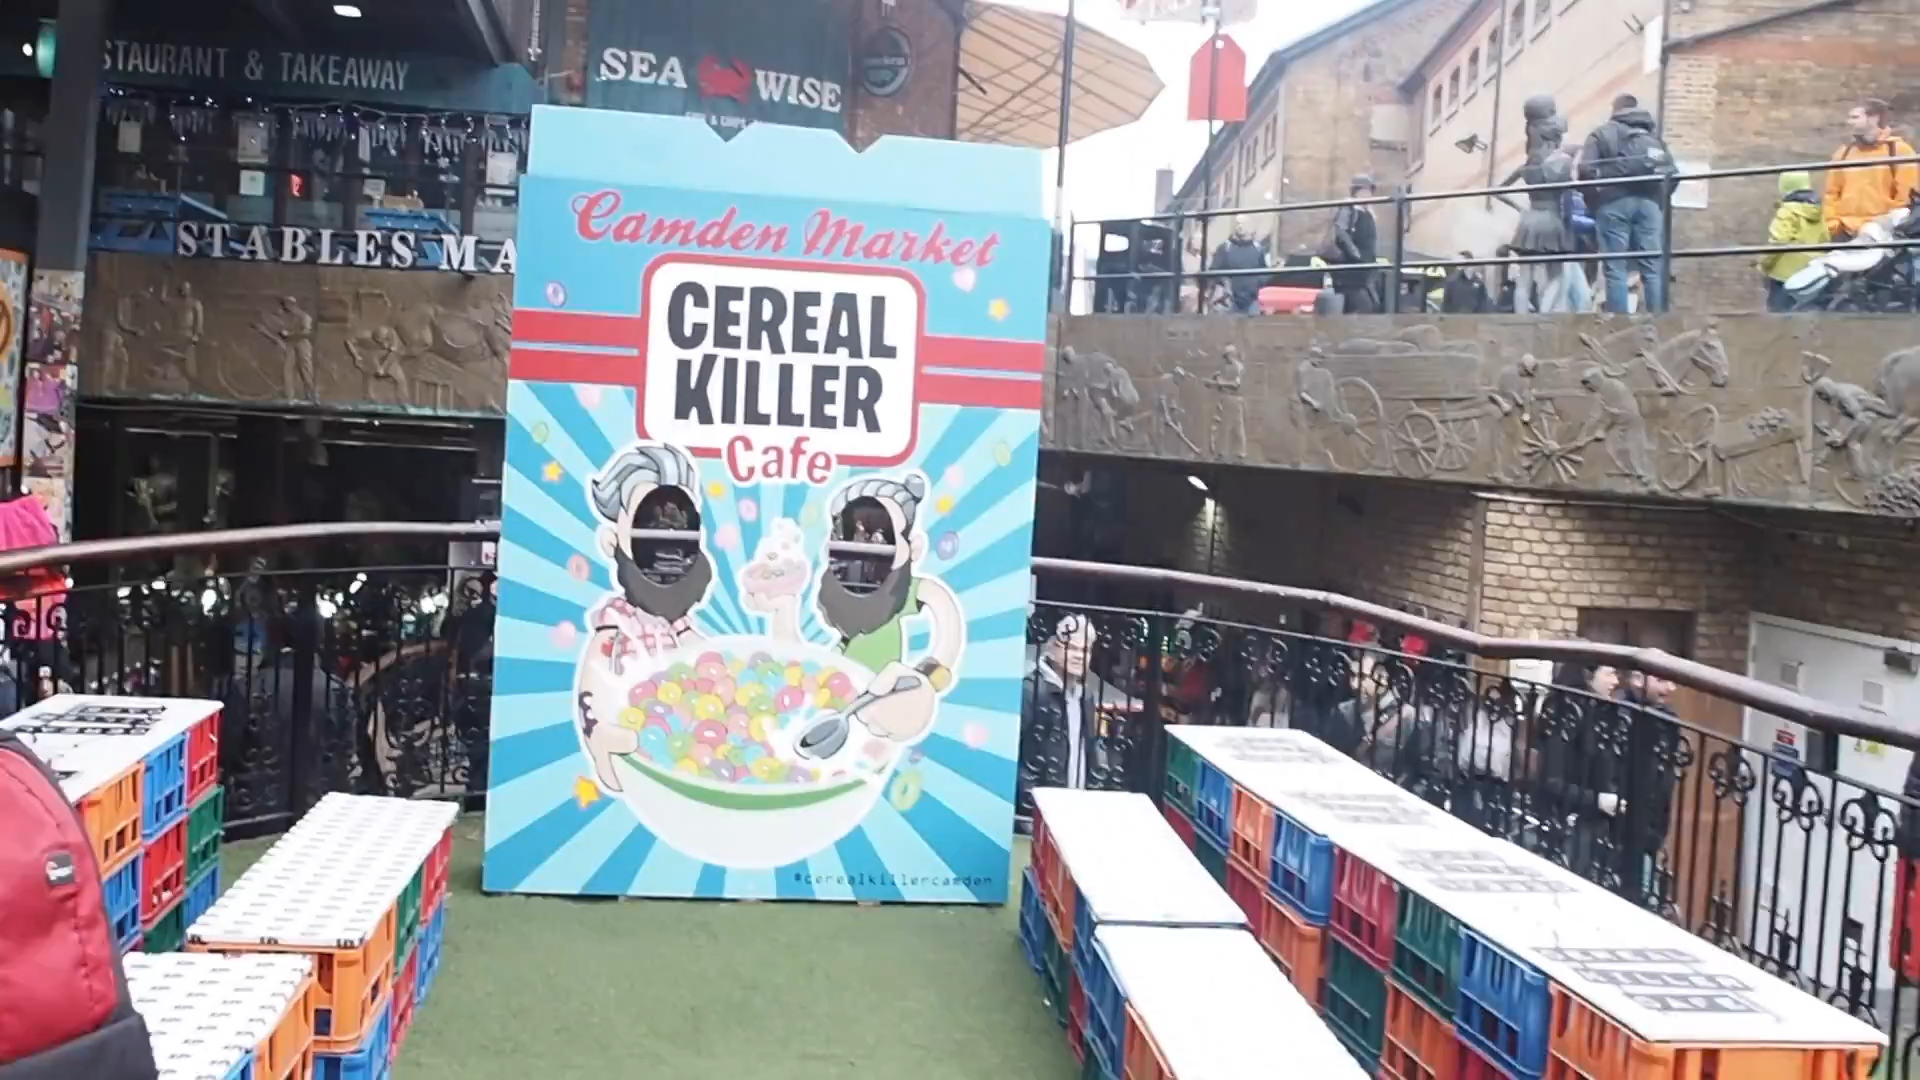 STAURANT & TAKEAWAY
SEA WISE
STABLES MA
Camden Market
CEREAL
KILLER
Cafe
#cerealkillercamden